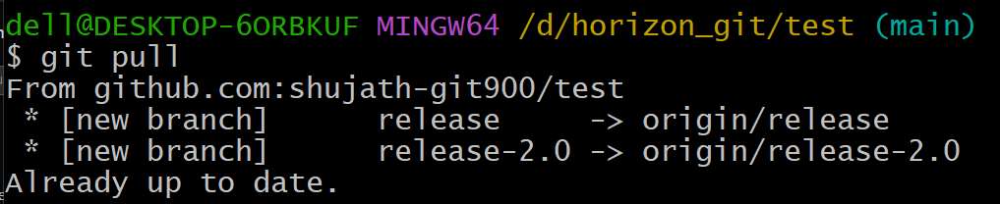 dell@DESKTOP-6ORBKUF MINGW64 /d/horizon_git/test (main)
$ git pull
From github.com:shujath-git900/test
 * [new branch]      release     -> origin/release
 * [new branch]      release-2.0 -> origin/release-2.0
Already up to date.